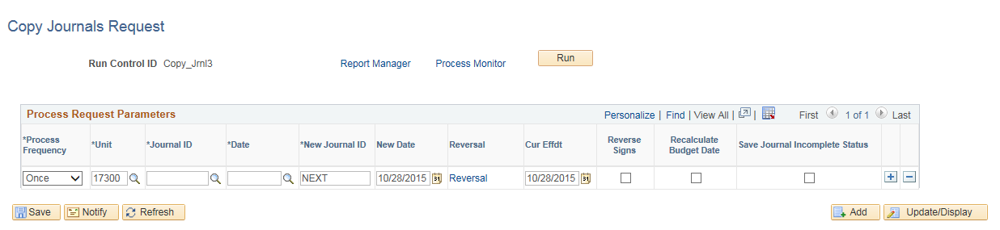 Copy Journals Request
Run Control ID Copy_Jrnl3 Report Manager Process Monitor Run
Process Request Parameters Personalize | Find | View All | | First 1 of 1 Last
*Process Frequency *Unit *Journal ID *Date *New Journal ID New Date Reversal Cur Effdt Reverse Signs Recalculate Budget Date Save Journal Incomplete Status
Once 17300 NEXT 10/28/2015 31 Reversal 10/28/2015 31
Save Notify Refresh Add Update/Display